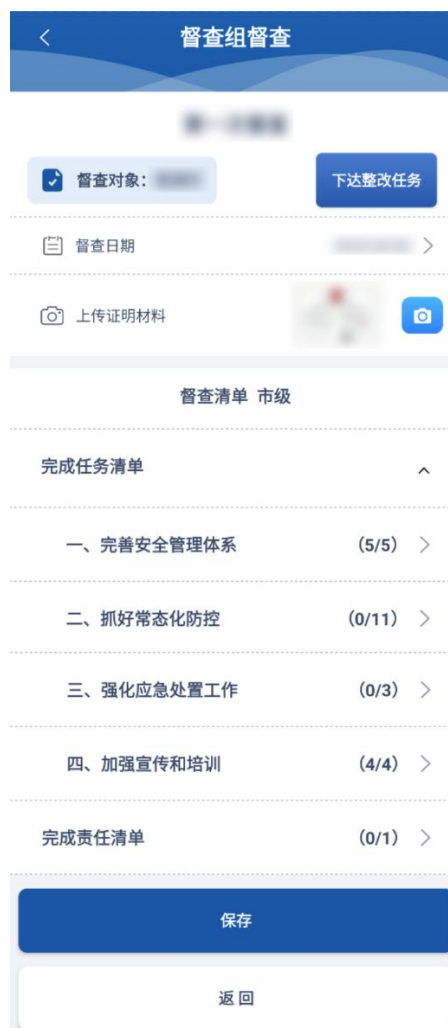 督查组督查
督查对象：
下达整改任务
督查日期
上传证明材料
督查清单 市级
完成任务清单
一、完善安全管理体系 （5/5）
二、抓好常态化防控 （0/11）
三、强化应急处置工作 （0/3）
四、加强宣传和培训 （4/4）
完成责任清单 （0/1）
保存
返回